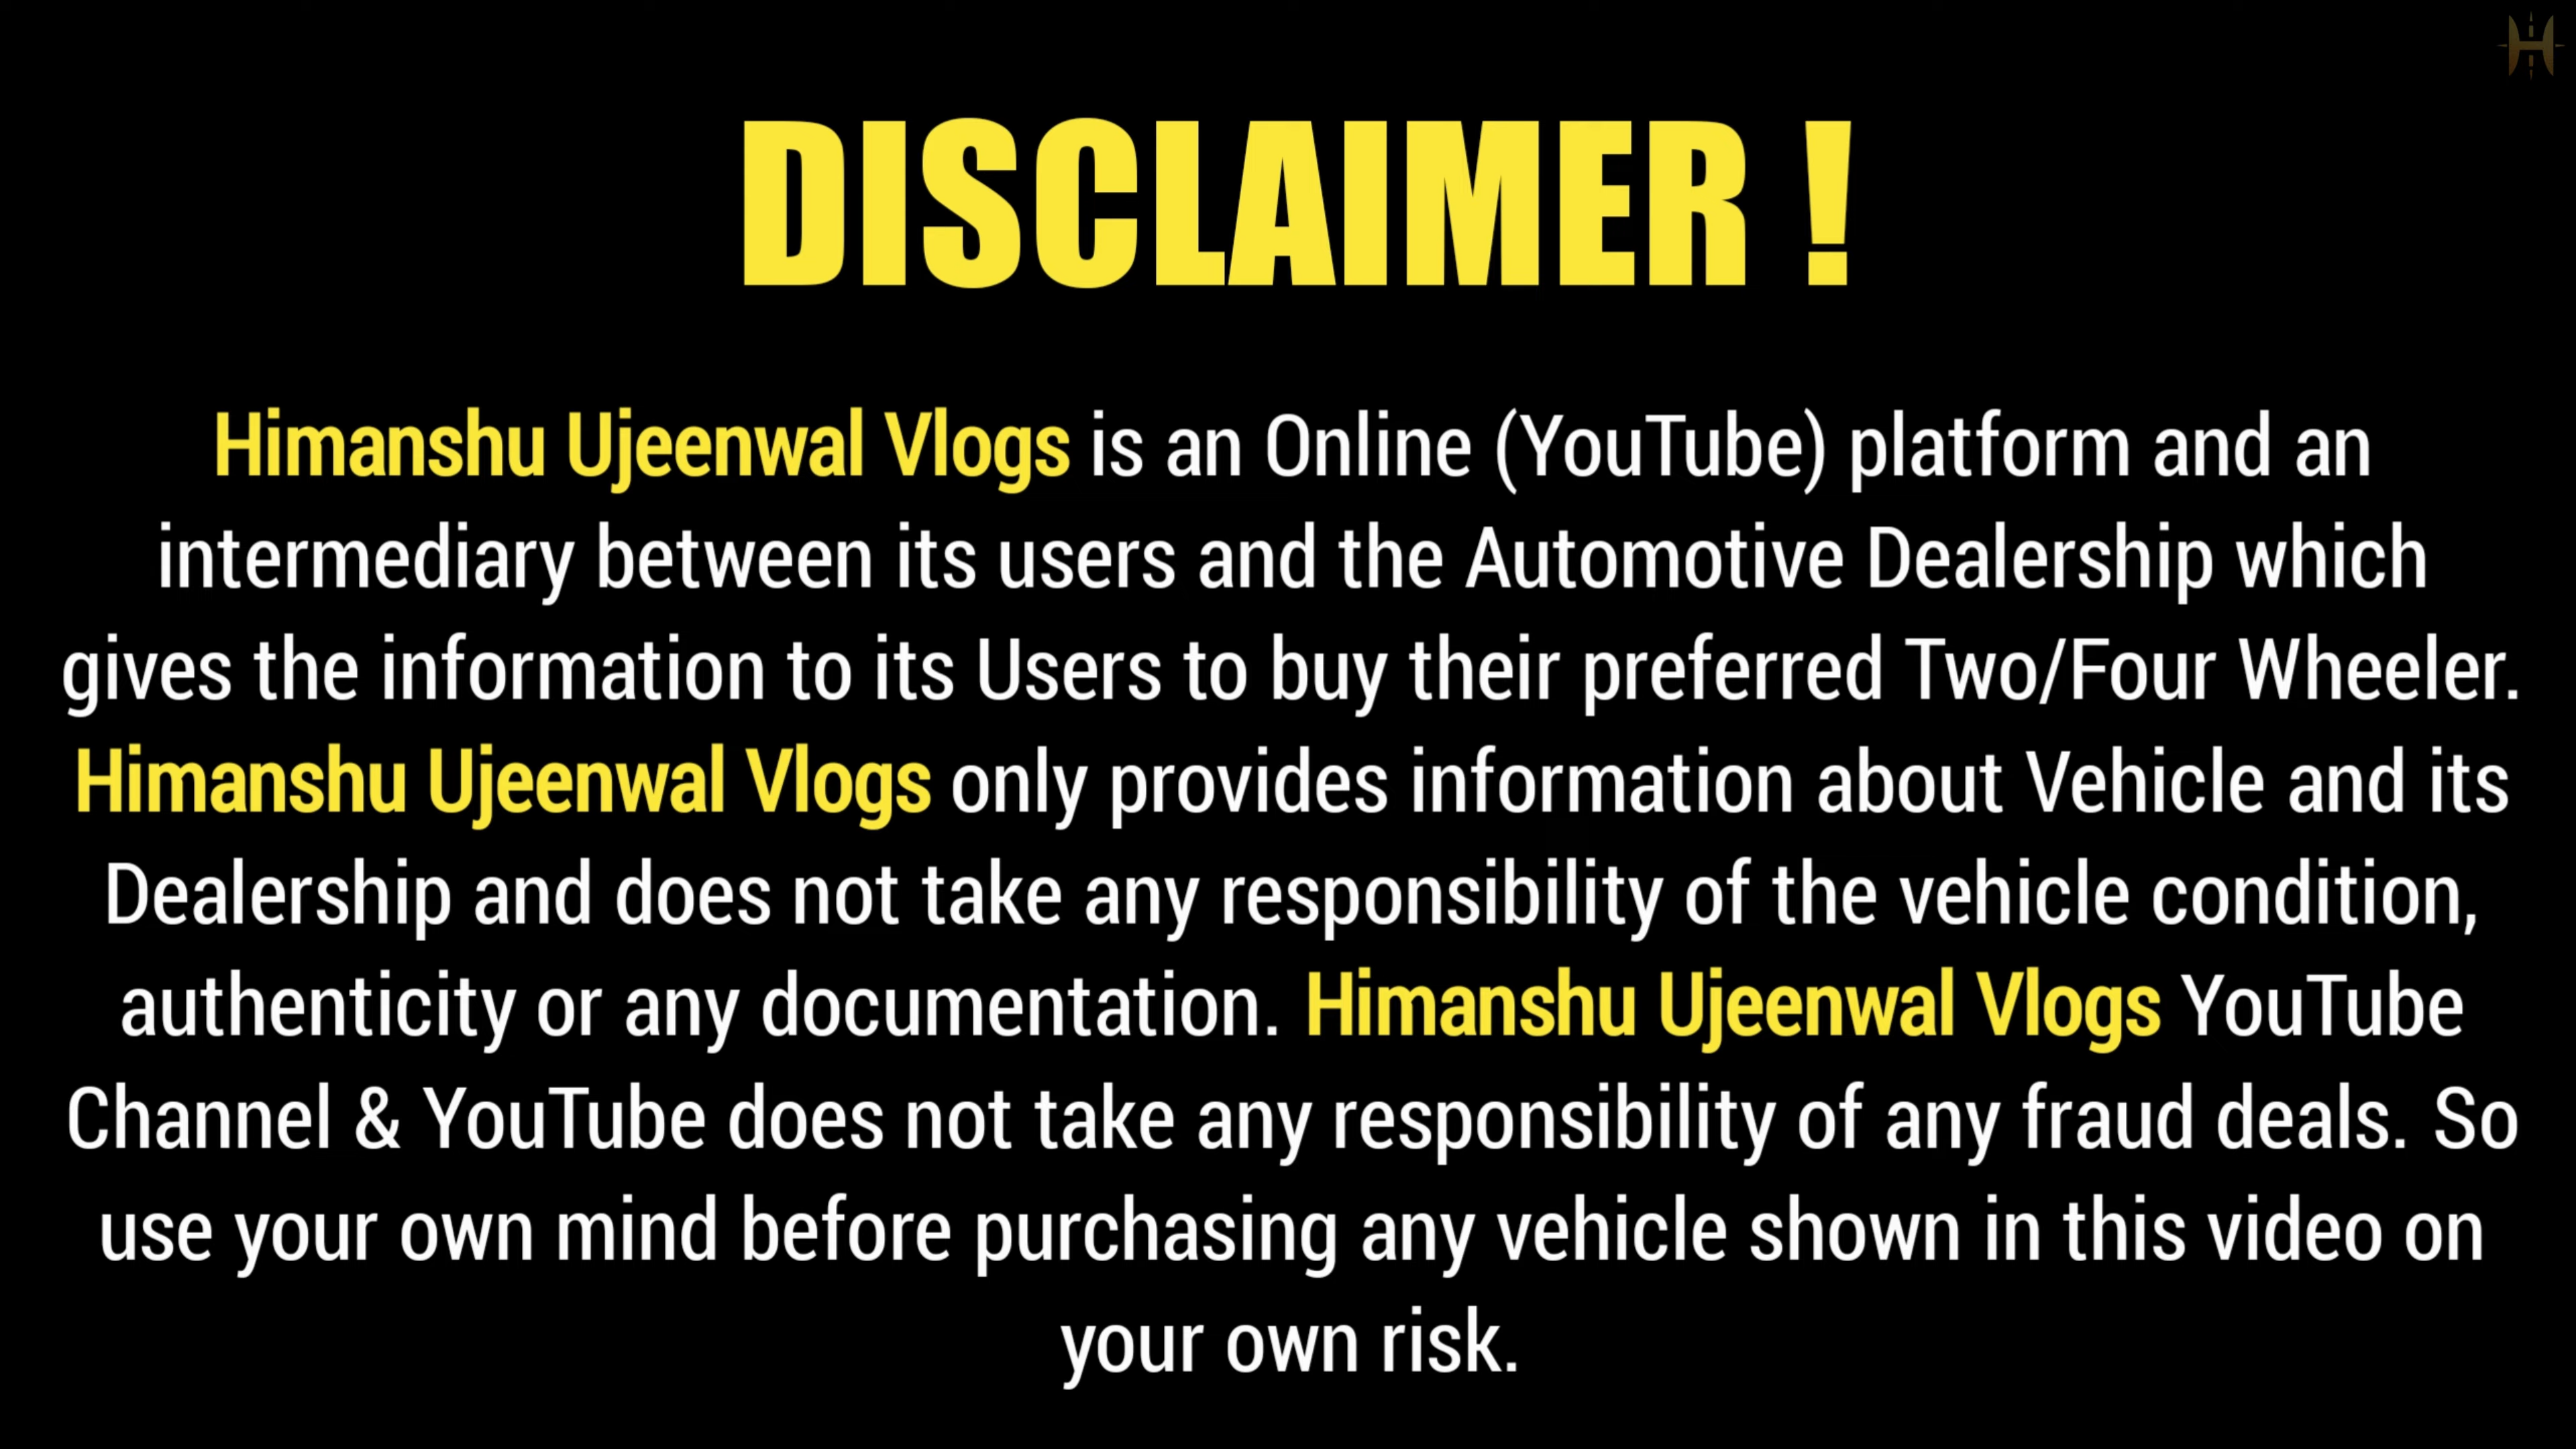 DISCLAIMER !
Himanshu Ujeenwal Vlogs is an Online (YouTube) platform and an
intermediary between its users and the Automotive Dealership which
gives the information to its Users to buy their preferred Two/Four Wheeler.
Himanshu Ujeenwal Vlogs only provides information about Vehicle and its
Dealership and does not take any responsibility of the vehicle condition,
authenticity or any documentation. Himanshu Ujeenwal Vlogs YouTube
Channel & YouTube does not take any responsibility of any fraud deals. So
use your own mind before purchasing any vehicle shown in this video on
your own risk.